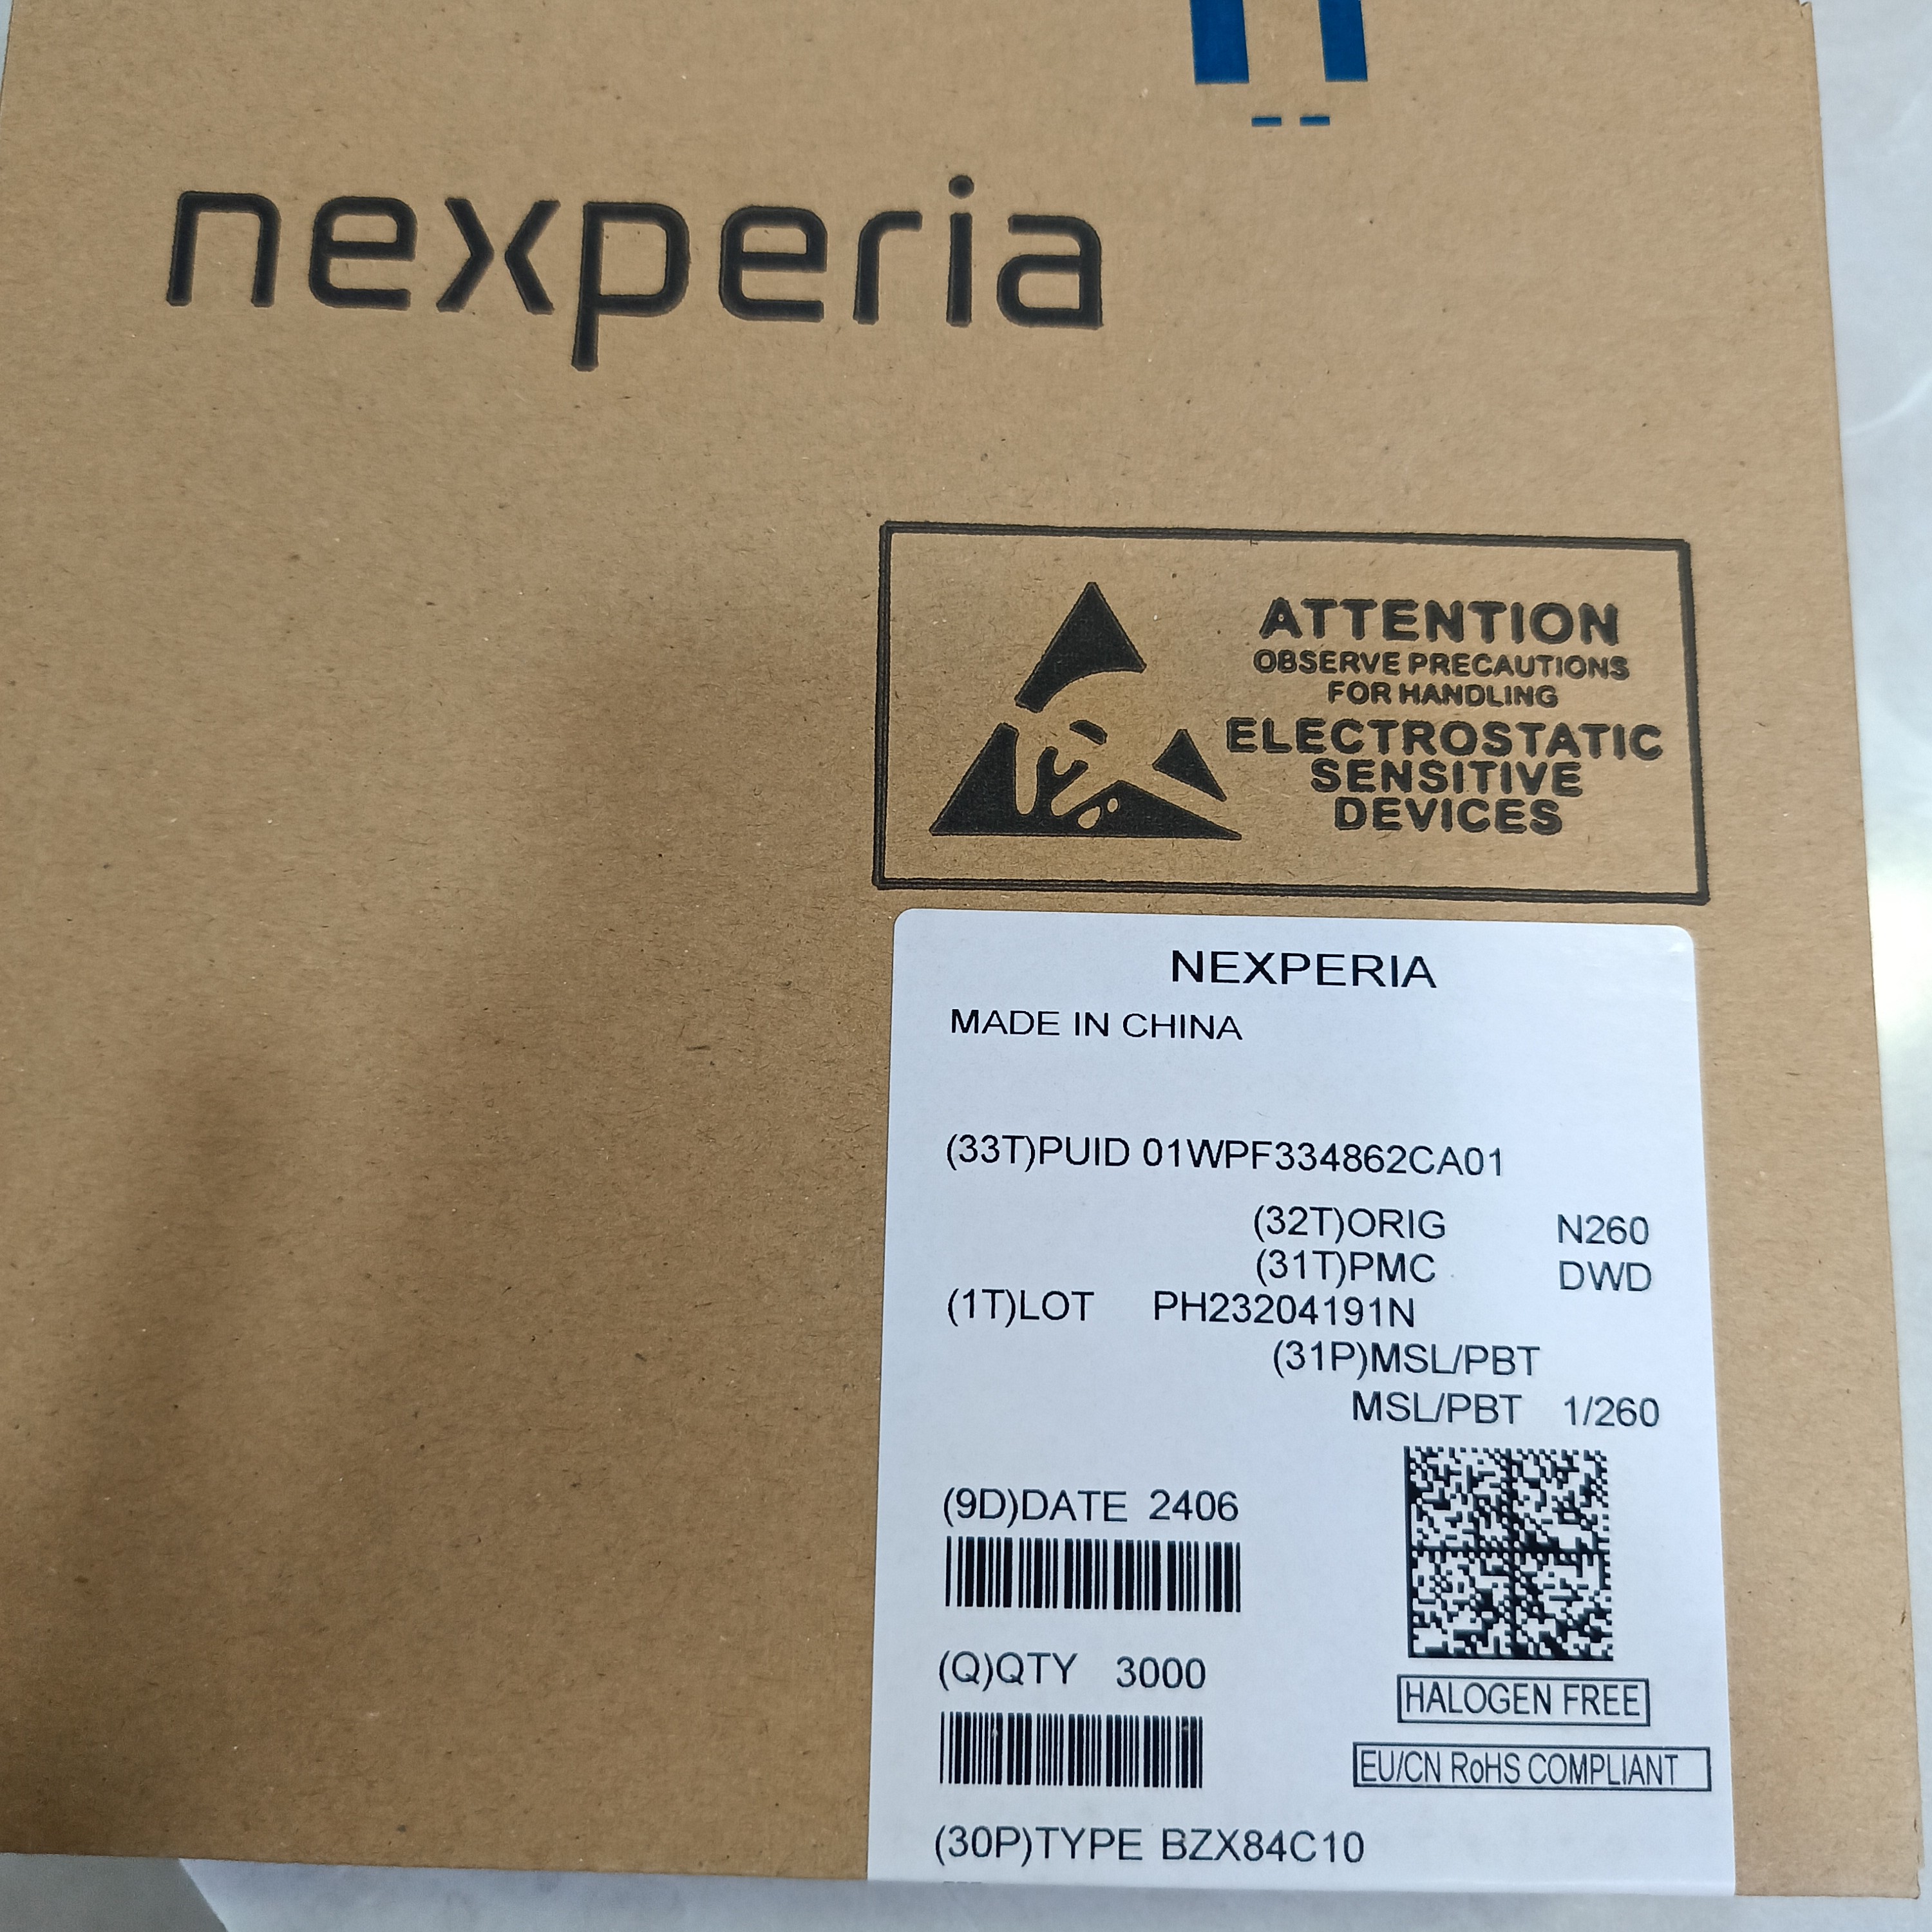 nexperia
ATTENTION
OBSERVE PRECAUTIONS
FOR HANDLING
ELECTROSTATIC
SENSITIVE
DEVICES
NEXPERIA
MADE IN CHINA
(33T)PUID 01WPF334862CA01
(32T)ORIG N260
(31T)PMC DWD
(1T)LOT PH23204191N
(31P)MSL/PBT
MSL/PBT 1/260
(9D)DATE 2406
(Q)QTY 3000
HALOGEN FREE
EU/CN RoHS COMPLIANT
(30P)TYPE BZX84C10